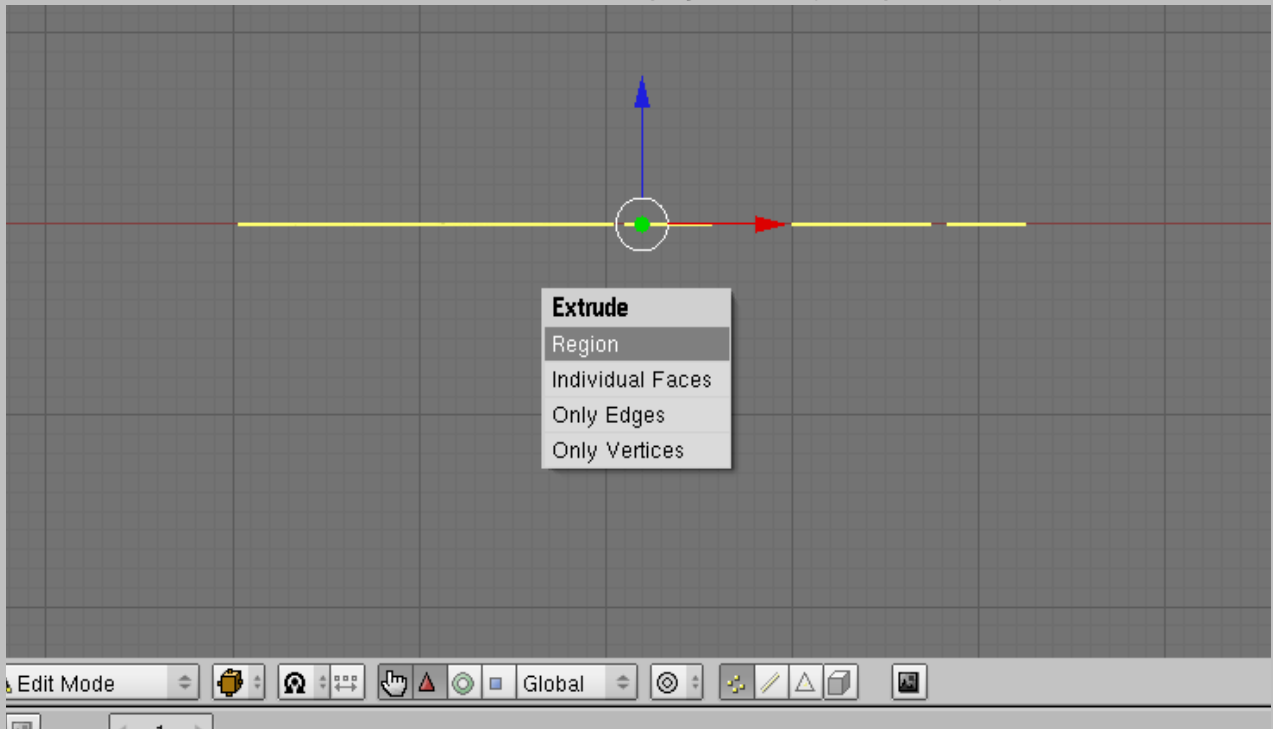 Extrude
Region
Individual Faces
Only Edges
Only Vertices
Edit Mode
Global